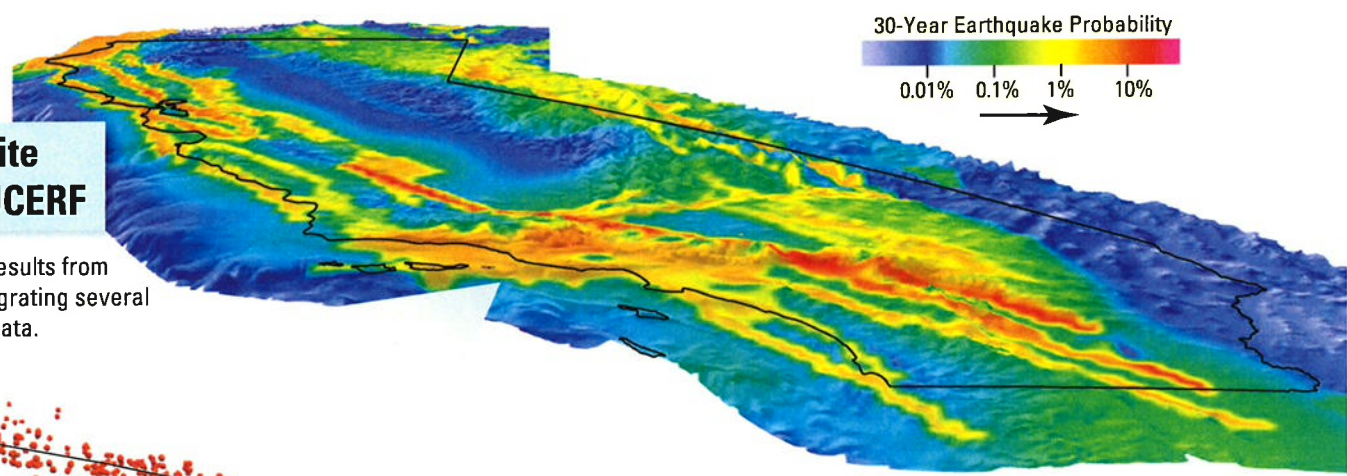 30-Year Earthquake Probability
0.01% 0.1% 1% 10%
ite
CERF
esults from
grating several
ata.